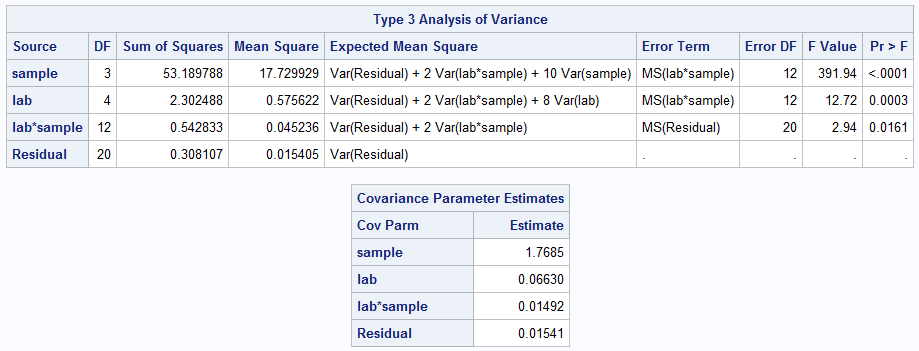 Type 3 Analysis of Variance
Source DF Sum of Squares Mean Square Expected Mean Square Error Term Error DF F Value Pr > F
sample 3 53.189788 17.729929 Var(Residual) + 2 Var(lab*sample) + 10 Var(sample) MS(lab*sample) 12 391.94 <.0001
lab 4 2.302488 0.575622 Var(Residual) + 2 Var(lab*sample) + 8 Var(lab) MS(lab*sample) 12 12.72 0.0003
lab*sample 12 0.542833 0.045236 Var(Residual) + 2 Var(lab*sample) MS(Residual) 20 2.94 0.0161
Residual 20 0.308107 0.015405 Var(Residual) . . . .
Covariance Parameter Estimates
Cov Parm Estimate
sample 1.7685
lab 0.06630
lab*sample 0.01492
Residual 0.01541